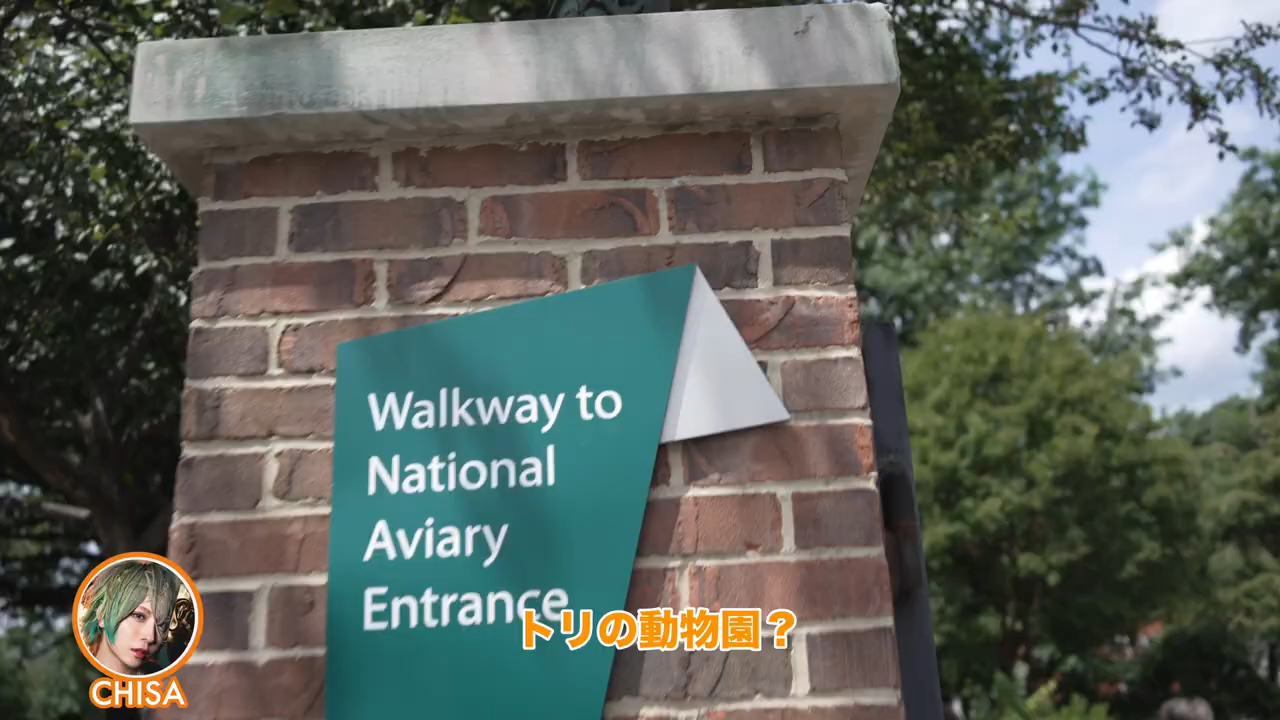 Walkway to
National
Aviary
Entrance
トリの動物園？
CHISA